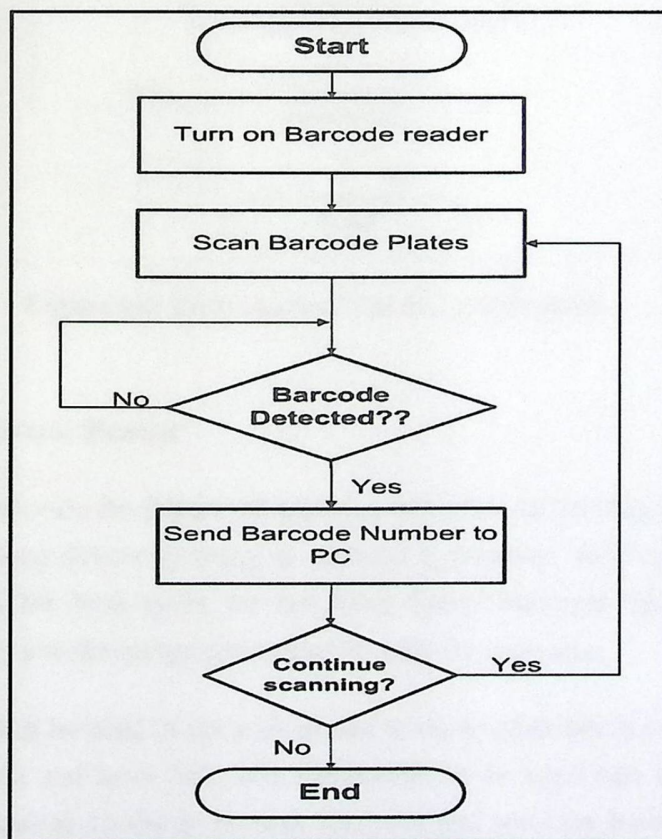 Start
Turn on Barcode reader
Scan Barcode Plates
No
Barcode
Detected??
Yes
Send Barcode Number to
PC
Continue
scanning?
Yes
No
End